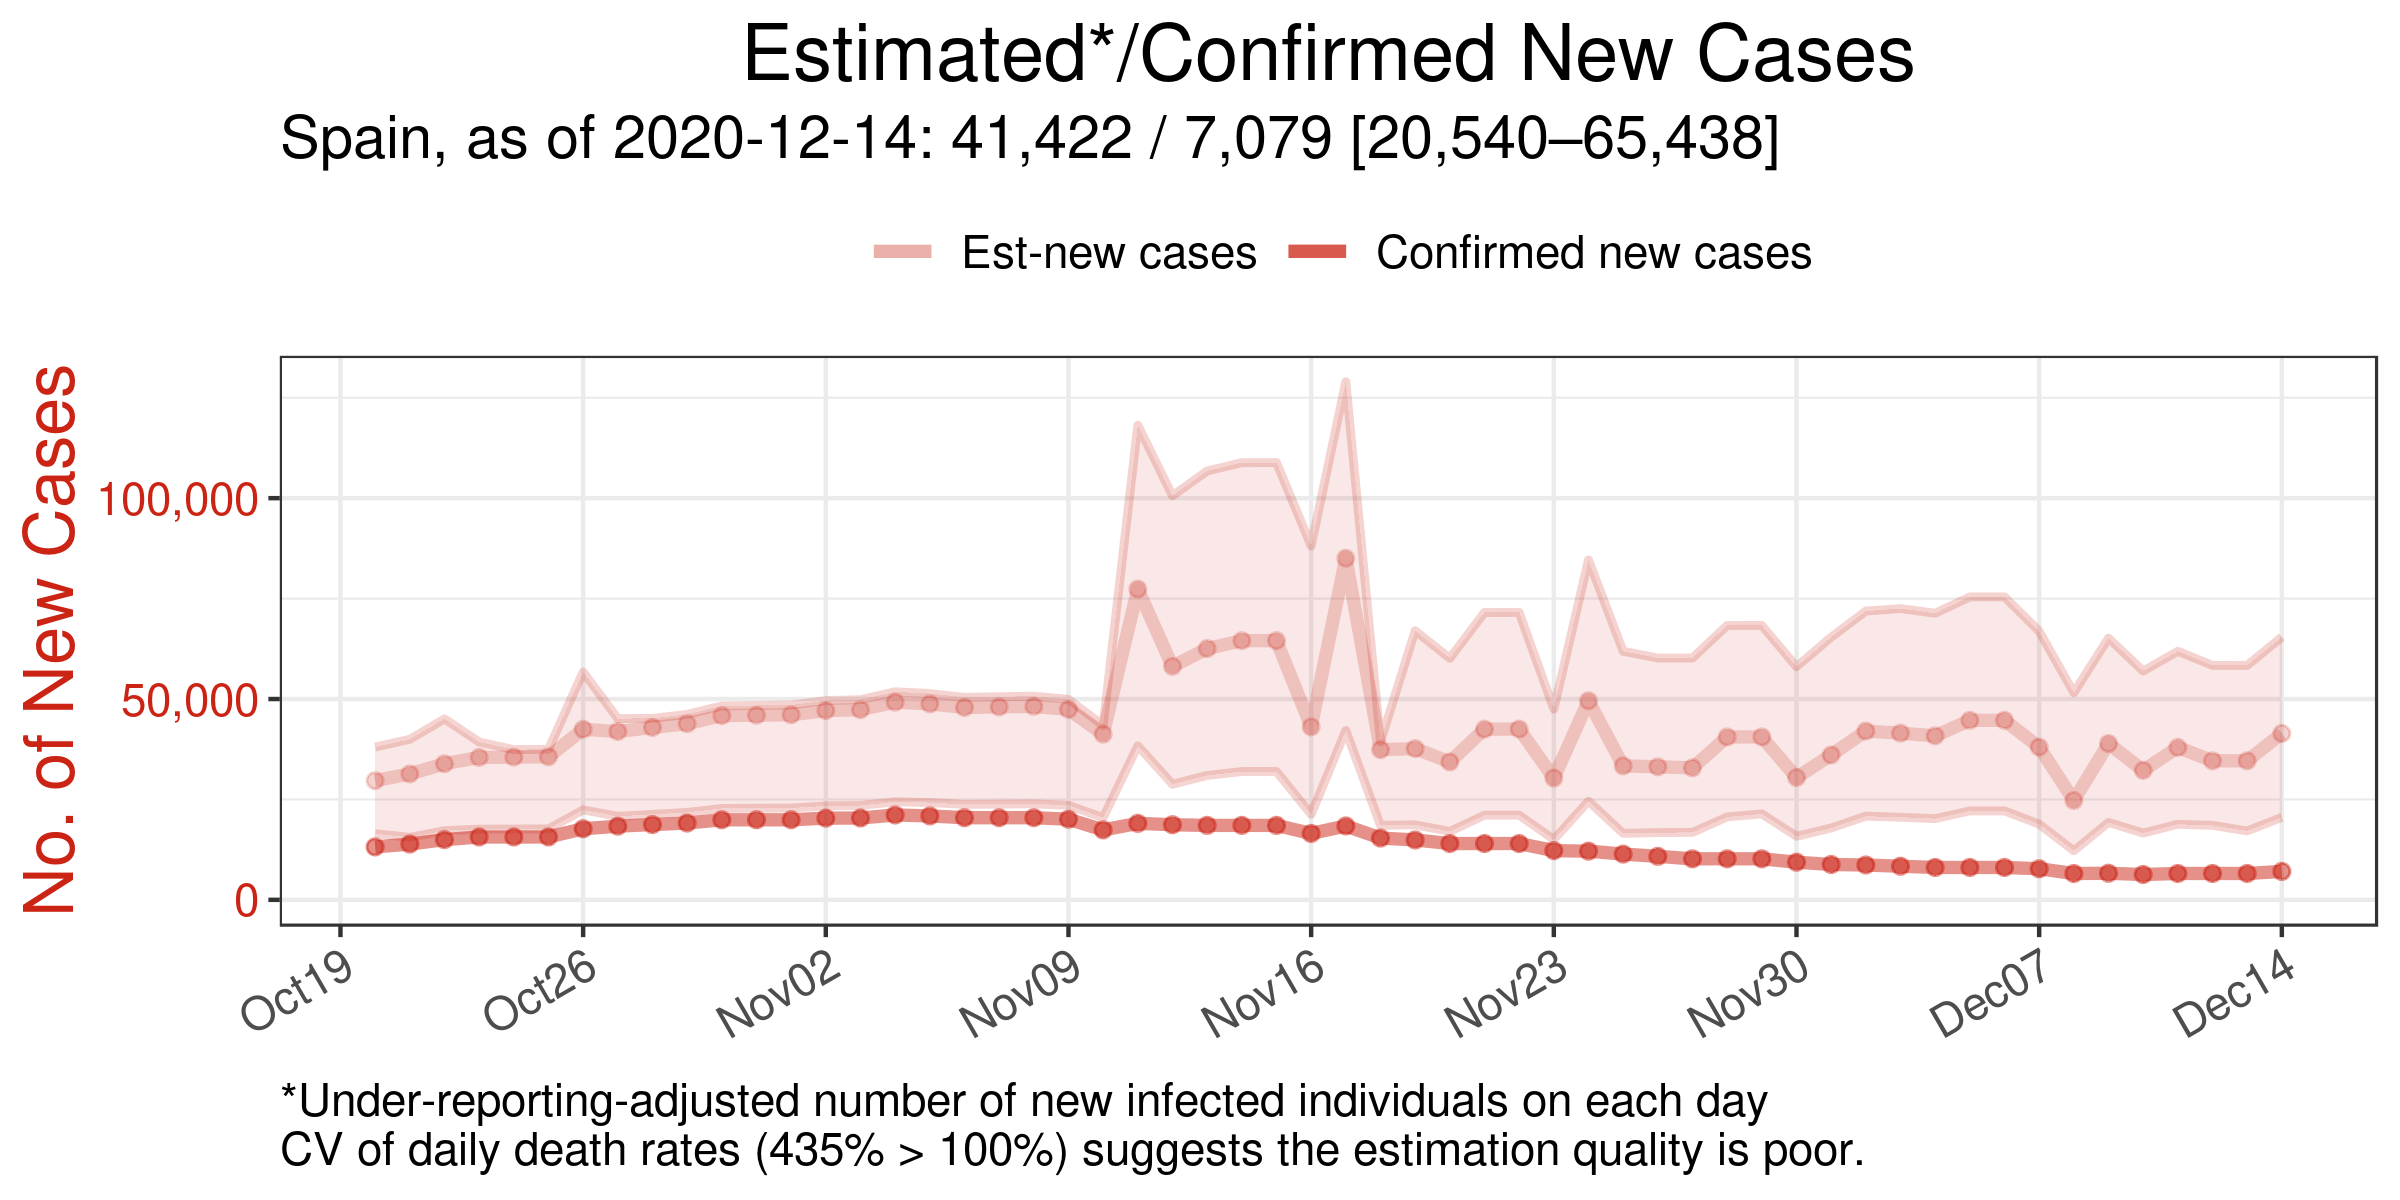 Estimated*/Confirmed New Cases
Spain, as of 2020-12-14: 41,422 / 7,079 [20,540–65,438]
Est-new cases
Confirmed new cases
No. of New Cases
100,000
50,000
0
Oct19
Oct26
Nov02
Nov09
Nov16
Nov23
Nov30
Dec07
Dec14
*Under-reporting-adjusted number of new infected individuals on each day
CV of daily death rates (435% > 100%) suggests the estimation quality is poor.